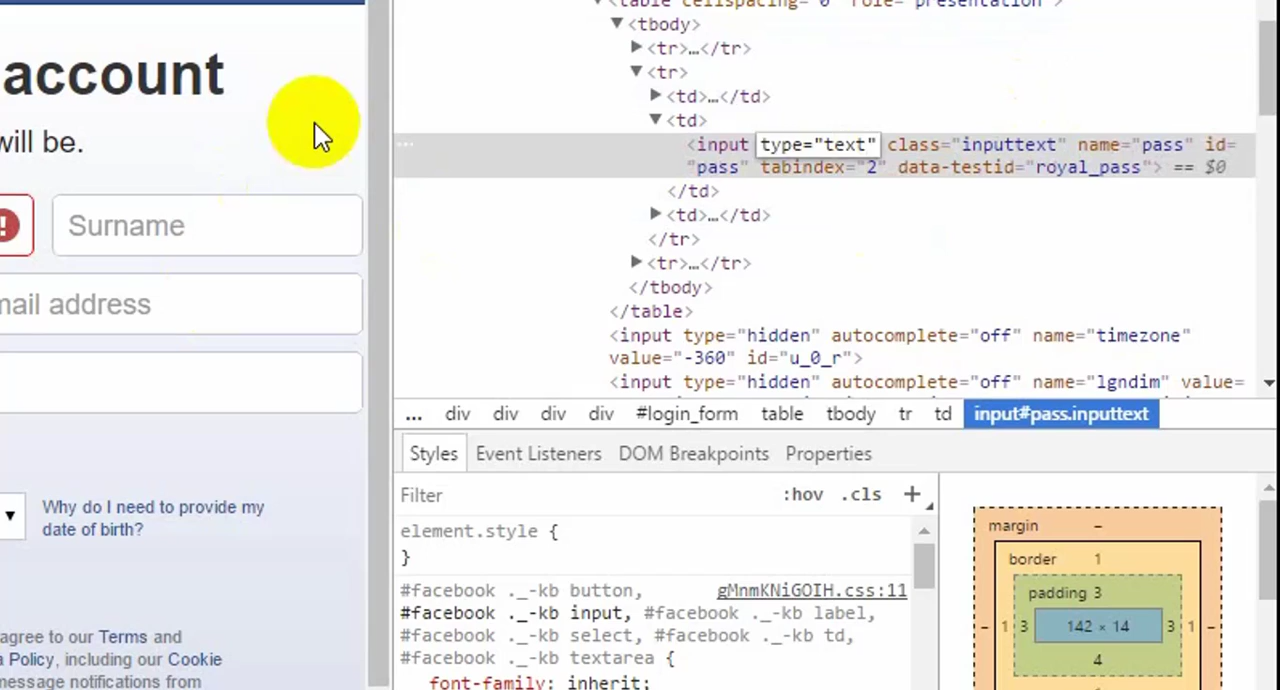 account
will be.
!
Surname
mail address
Why do I need to provide my
date of birth?
agree to our Terms and
a Policy, including our Cookie
message notifications from
<table cellspacing="0" role="presentation">
▼<tbody>
▶<tr>…</tr>
▼<tr>
▶<td>…</td>
▼<td>
... <input type="text" class="inputtext" name="pass" id=
"pass" tabindex="2" data-testid="royal_pass"> == $0
</td>
▶<td>…</td>
</tr>
▶<tr>…</tr>
</tbody>
</table>
<input type="hidden" autocomplete="off" name="timezone"
value="-360" id="u_0_r">
<input type="hidden" autocomplete="off" name="lgndim" value=
... div div div div #login_form table tbody tr td input#pass.inputtext
Styles Event Listeners DOM Breakpoints Properties
Filter :hov .cls +
element.style {
}
#facebook ._-kb button, gMnmKNiGOIH.css:11
#facebook ._-kb input, #facebook ._-kb label,
#facebook ._-kb select, #facebook ._-kb td,
#facebook ._-kb textarea {
font-family: inherit;
margin –
border 1
padding 3
– 1 3 142 × 14 3 1 –
4